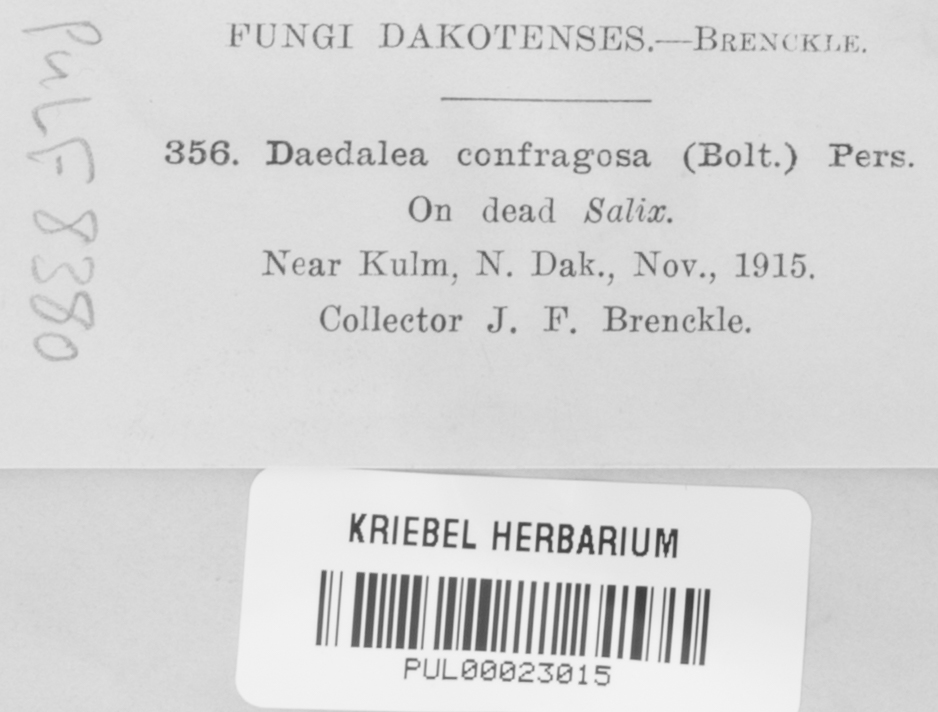 FUNGI DAKOTENSES.—BRENCKLE.
356. Daedalea confragosa (Bolt.) Pers.
On dead Salix.
Near Kulm, N. Dak., Nov., 1915.
Collector J. F. Brenckle.
PuL F 8380
KRIEBEL HERBARIUM
PUL00023015